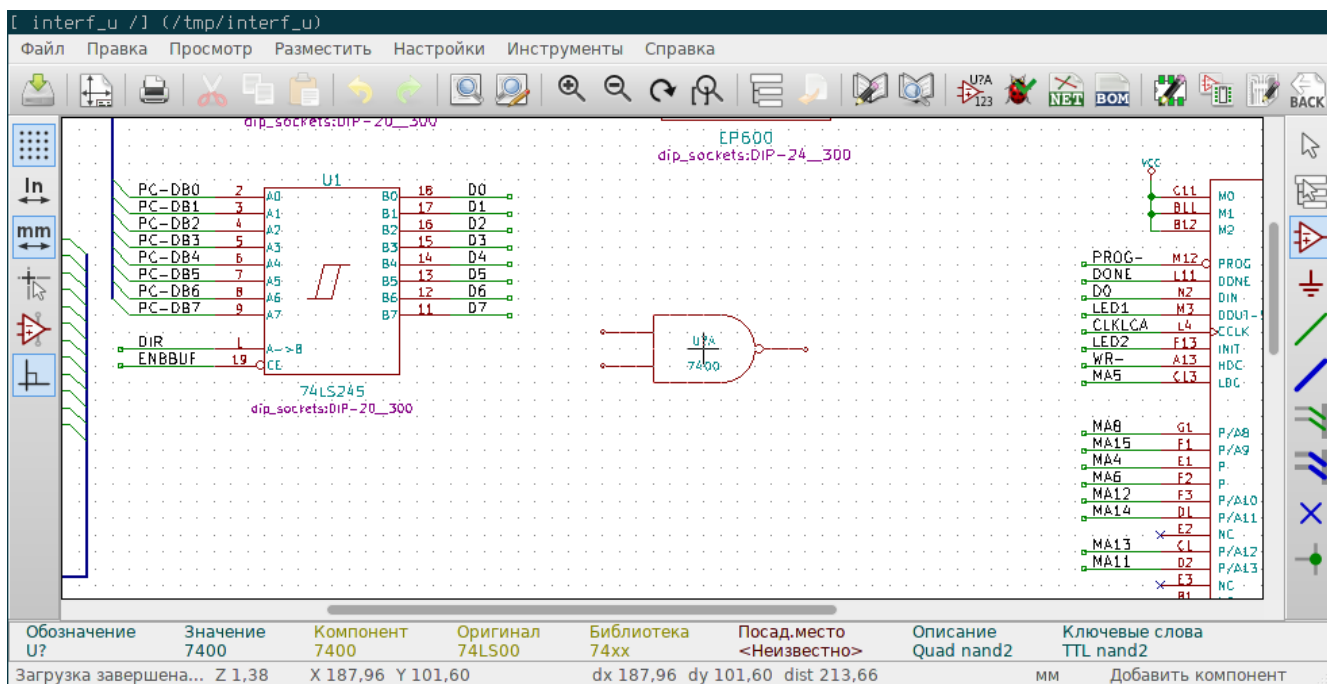 [ interf_u /] (/tmp/interf_u)
Файл Правка Просмотр Разместить Настройки Инструменты Справка
U?A
123
NET
BOM
BACK
In
mm
dip_sockets:DIP-20__300
EP600
dip_sockets:DIP-24__300
U1
PC-DB0 2 A0 B0 18 D0
PC-DB1 3 A1 B1 17 D1
PC-DB2 4 A2 B2 16 D2
PC-DB3 5 A3 B3 15 D3
PC-DB4 6 A4 B4 14 D4
PC-DB5 7 A5 B5 13 D5
PC-DB6 8 A6 B6 12 D6
PC-DB7 9 A7 B7 11 D7
DIR 1 A->B
ENBBUF 19 CE
74LS245
dip_sockets:DIP-20__300
U?A
7400
VCC
C11 M0
B11 M1
B12 M2
PROG- M12 PROG
DONE L11 DONE
D0 N2 DIN
LED1 M3
CLKLCA L4 CCLK
LED2 F13 INIT
WR- A13 HDC
MA5 C13 LDC
MA8 G1 P/A8
MA15 F1 P/A9
MA4 E1 P
MA6 F2 P
MA12 F3 P/A10
MA14 D1 P/A11
E2 NC
MA13 C1 P/A12
MA11 D2 P/A13
E3 NC
B1
Обозначение Значение Компонент Оригинал Библиотека Посад.место Описание Ключевые слова
U? 7400 7400 74LS00 74xx <Неизвестно> Quad nand2 TTL nand2
Загрузка завершена... Z 1,38 X 187,96 Y 101,60 dx 187,96 dy 101,60 dist 213,66 мм Добавить компонент